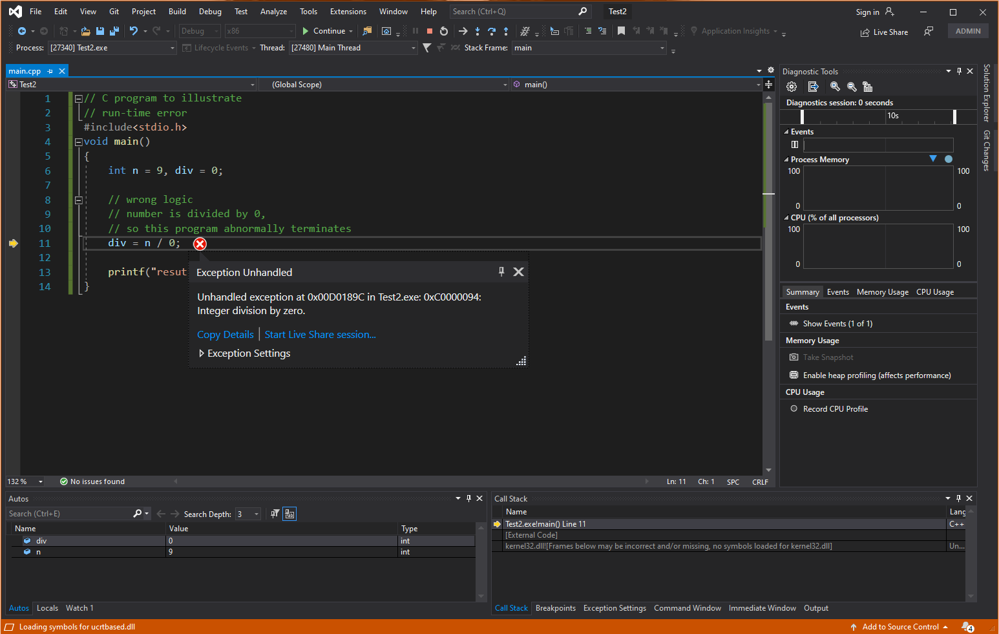 File Edit View Git Project Build Debug Test Analyze Tools Extensions Window Help Search (Ctrl+Q) Test2 Sign in
Debug x86 Continue Application Insights Live Share ADMIN
Process: [27340] Test2.exe Lifecycle Events Thread: [27480] Main Thread Stack Frame: main
main.cpp
Test2 (Global Scope) main()
1 // C program to illustrate
2 // run-time error
3 #include<stdio.h>
4 void main()
5 {
6 int n = 9, div = 0;
7
8 // wrong logic
9 // number is divided by 0,
10 // so this program abnormally terminates
11 div = n / 0;
12
13 printf("resut
14 }
Exception Unhandled
Unhandled exception at 0x00D0189C in Test2.exe: 0xC0000094:
Integer division by zero.
Copy Details | Start Live Share session...
Exception Settings
132 % No issues found Ln: 11 Ch: 1 SPC CRLF
Diagnostic Tools
Diagnostics session: 0 seconds
10s
Events
Process Memory
100 100
0 0
CPU (% of all processors)
100 100
0 0
Summary Events Memory Usage CPU Usage
Events
Show Events (1 of 1)
Memory Usage
Take Snapshot
Enable heap profiling (affects performance)
CPU Usage
Record CPU Profile
Solution Explorer
Git Changes
Autos
Search (Ctrl+E) Search Depth: 3
Name Value Type
div 0 int
n 9 int
Autos Locals Watch 1
Call Stack
Name Lang
Test2.exe!main() Line 11 C++
[External Code]
kernel32.dll![Frames below may be incorrect and/or missing, no symbols loaded for kernel32.dll] Un...
Call Stack Breakpoints Exception Settings Command Window Immediate Window Output
Loading symbols for ucrtbased.dll Add to Source Control 4